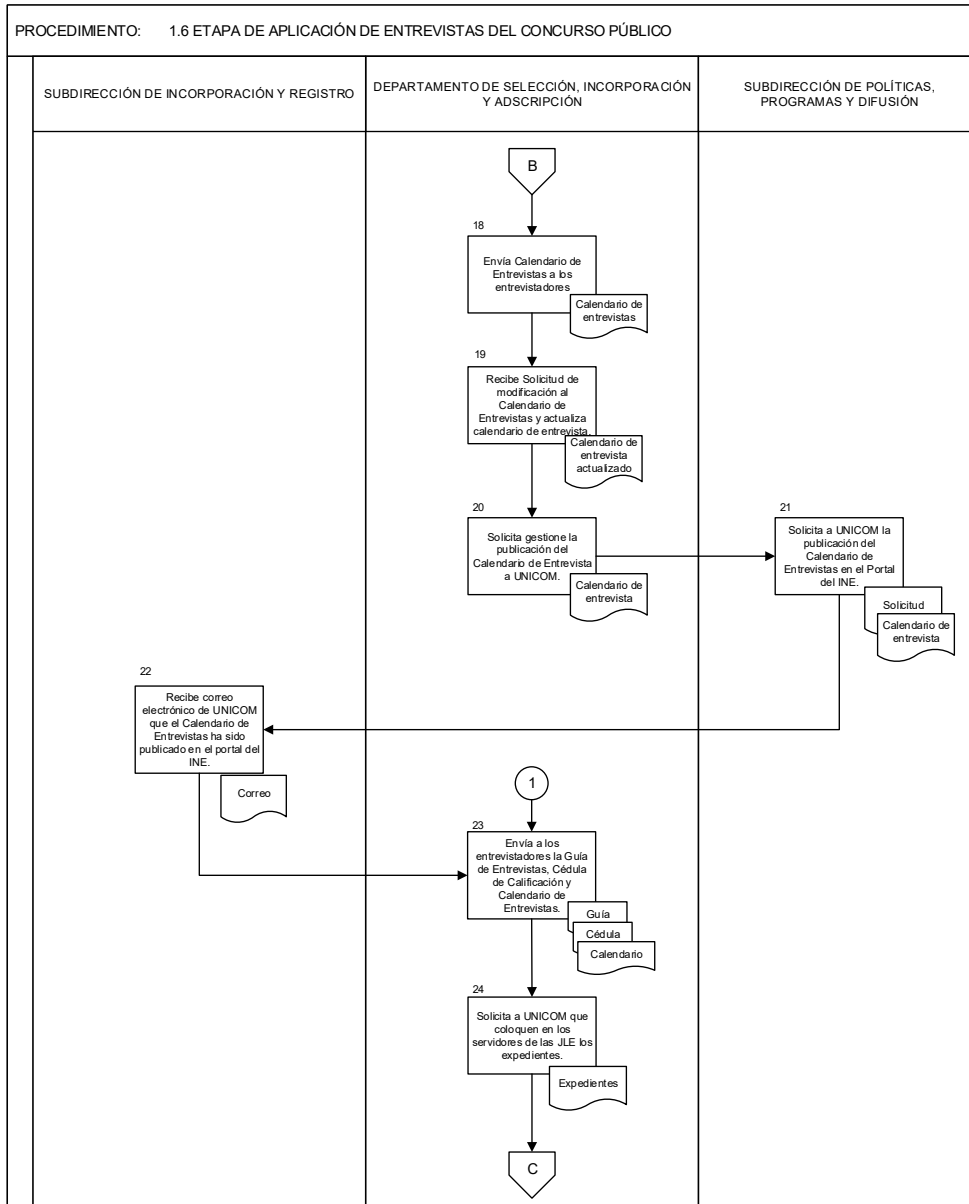 PROCEDIMIENTO: 1.6 ETAPA DE APLICACIÓN DE ENTREVISTAS DEL CONCURSO PÚBLICO
SUBDIRECCIÓN DE INCORPORACIÓN Y REGISTRO
DEPARTAMENTO DE SELECCIÓN, INCORPORACIÓN
Y ADSCRIPCIÓN
SUBDIRECCIÓN DE POLÍTICAS,
PROGRAMAS Y DIFUSIÓN
B
18
Envía Calendario de
Entrevistas a los
entrevistadores
Calendario de
entrevistas
19
Recibe Solicitud de
modificación al
Calendario de
Entrevistas y actualiza
calendario de entrevista.
Calendario de
entrevista
actualizado
20
Solicita gestione la
publicación del
Calendario de Entrevista
a UNICOM.
Calendario de
entrevista
21
Solicita a UNICOM la
publicación del
Calendario de
Entrevistas en el Portal
del INE.
Solicitud
Calendario de
entrevista
22
Recibe correo
electrónico de UNICOM
que el Calendario de
Entrevistas ha sido
publicado en el portal del
INE.
Correo
1
23
Envía a los
entrevistadores la Guía
de Entrevistas, Cédula
de Calificación y
Calendario de
Entrevistas.
Guía
Cédula
Calendario
24
Solicita a UNICOM que
coloquen en los
servidores de las JLE los
expedientes.
Expedientes
C